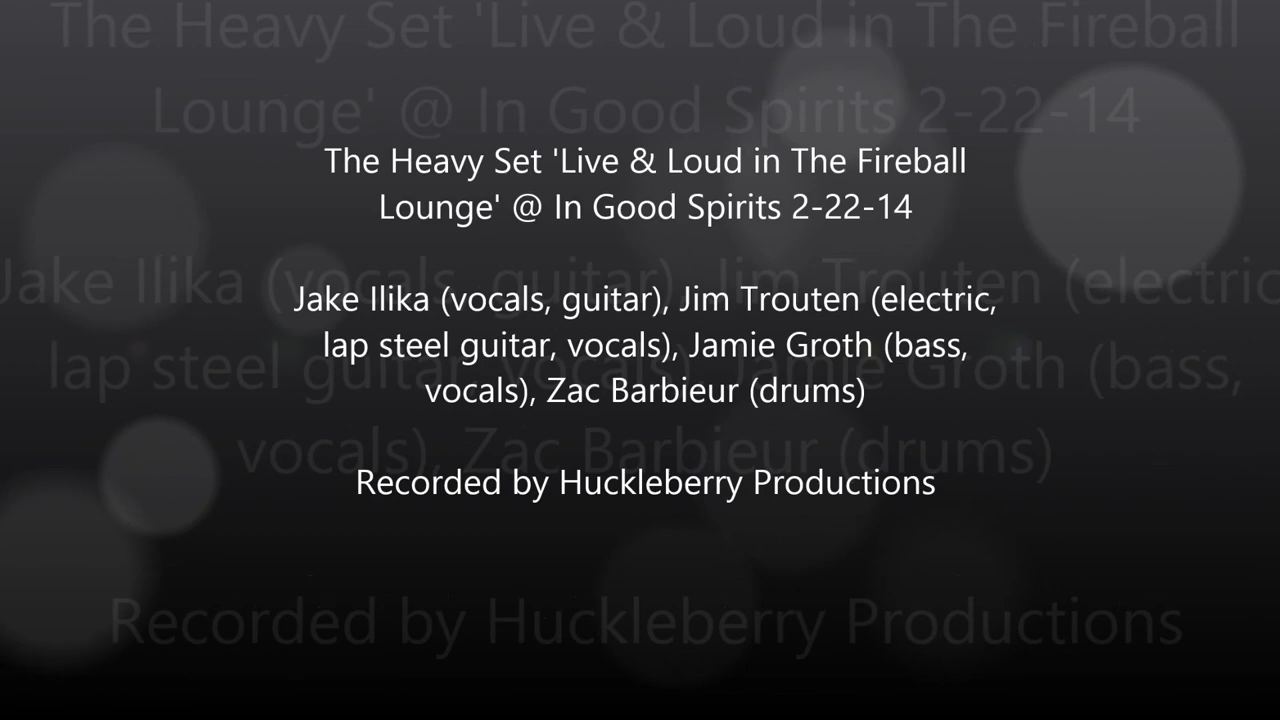 The Heavy Set 'Live & Loud in The Fireball
Lounge' @ In Good Spirits 2-22-14
Jake Ilika (vocals, guitar), Jim Trouten (electric,
lap steel guitar, vocals), Jamie Groth (bass,
vocals), Zac Barbieur (drums)
Recorded by Huckleberry Productions